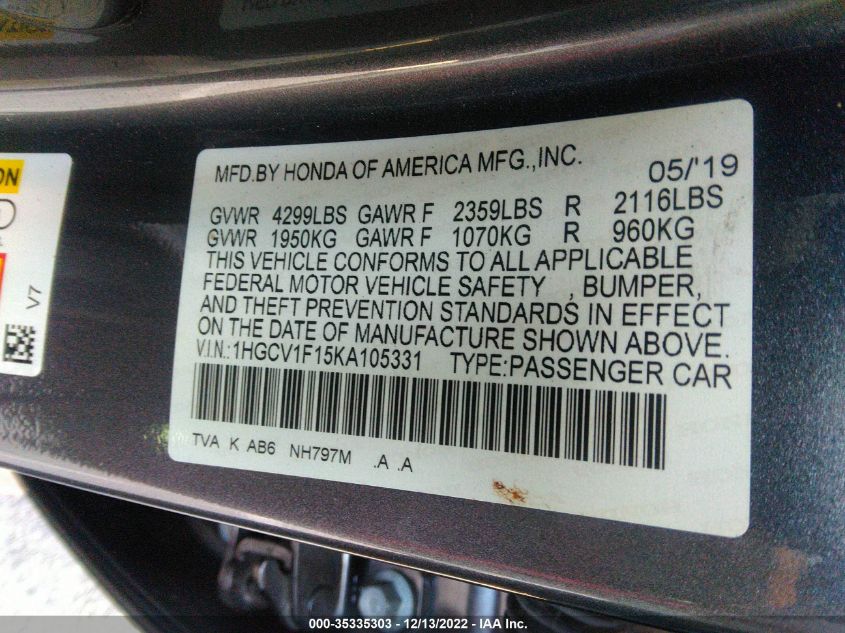 MFD.BY HONDA OF AMERICA MFG.,INC. 05/'19
GVWR 4299LBS GAWR F 2359LBS R 2116LBS
GVWR 1950KG GAWR F 1070KG R 960KG
THIS VEHICLE CONFORMS TO ALL APPLICABLE
FEDERAL MOTOR VEHICLE SAFETY , BUMPER,
AND THEFT PREVENTION STANDARDS IN EFFECT
ON THE DATE OF MANUFACTURE SHOWN ABOVE.
V.I.N.:1HGCV1F15KA105331 TYPE:PASSENGER CAR
TVA K AB6 NH797M .A .A
ON
V7
000-35335303 - 12/13/2022 - IAA Inc.